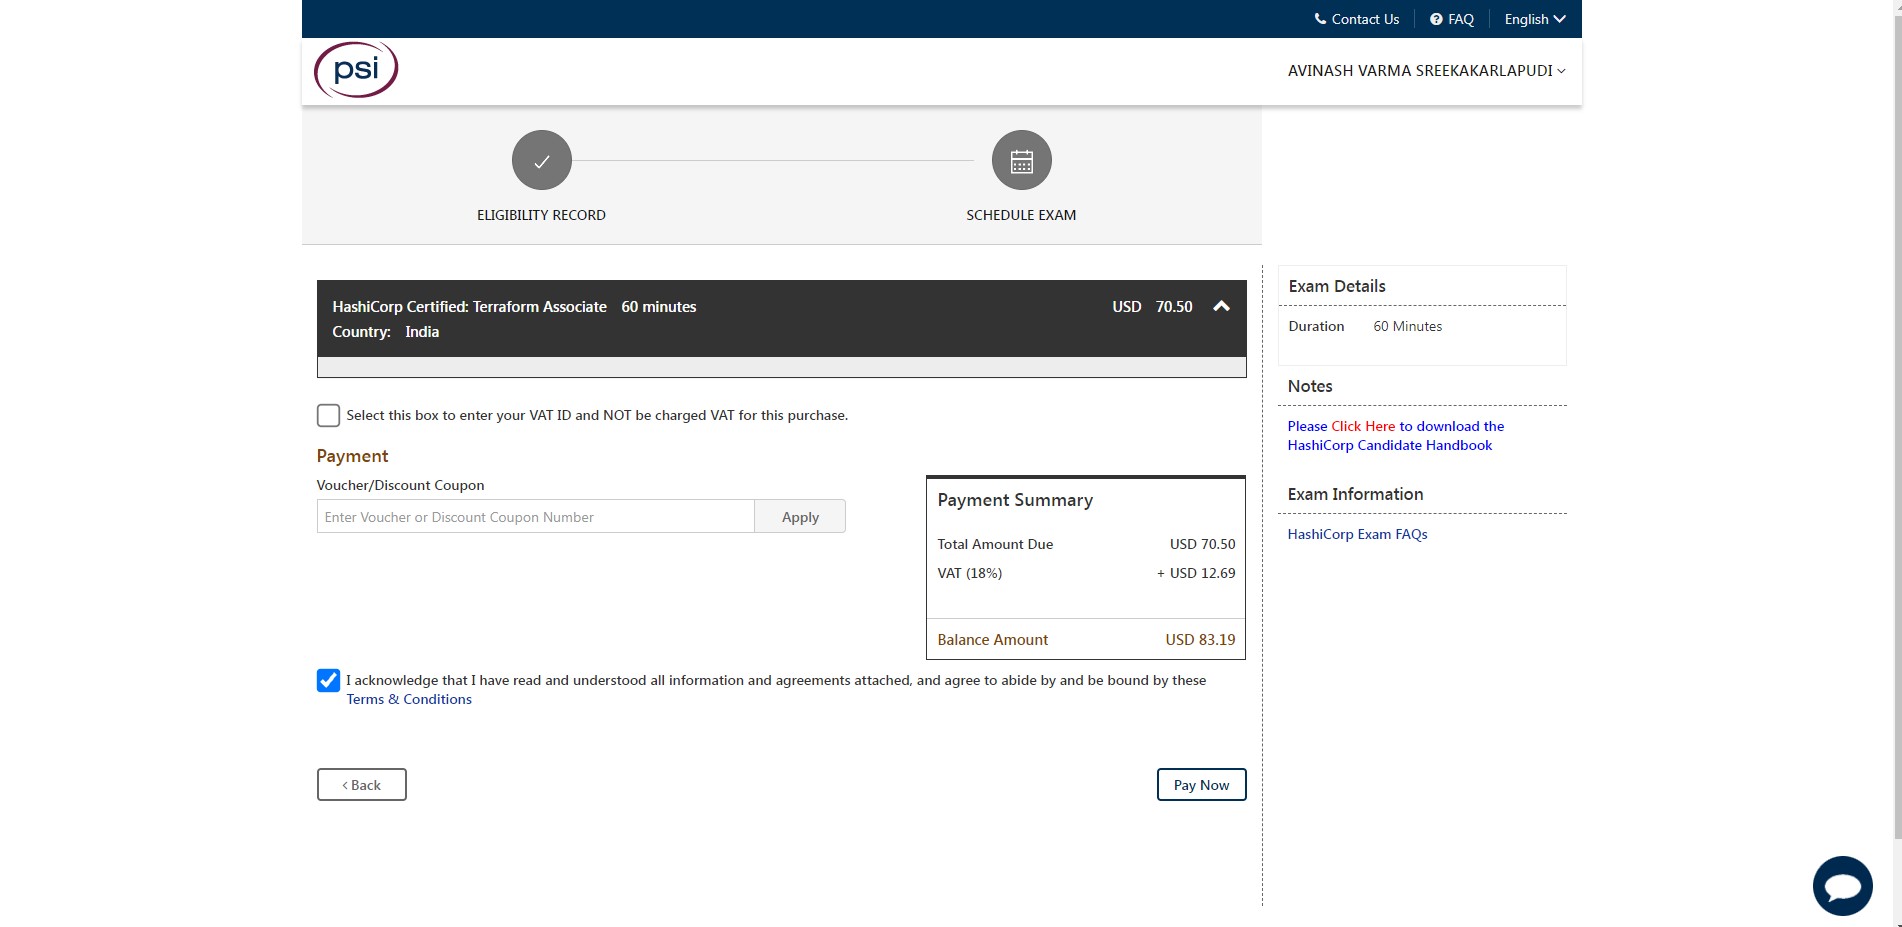 Contact Us FAQ English
psi
AVINASH VARMA SREEKAKARLAPUDI
ELIGIBILITY RECORD
SCHEDULE EXAM
HashiCorp Certified: Terraform Associate 60 minutes USD 70.50
Country: India
Select this box to enter your VAT ID and NOT be charged VAT for this purchase.
Payment
Voucher/Discount Coupon
Enter Voucher or Discount Coupon Number Apply
Payment Summary
Total Amount Due USD 70.50
VAT (18%) + USD 12.69
Balance Amount USD 83.19
I acknowledge that I have read and understood all information and agreements attached, and agree to abide by and be bound by these
Terms & Conditions
< Back
Pay Now
Exam Details
Duration 60 Minutes
Notes
Please Click Here to download the
HashiCorp Candidate Handbook
Exam Information
HashiCorp Exam FAQs